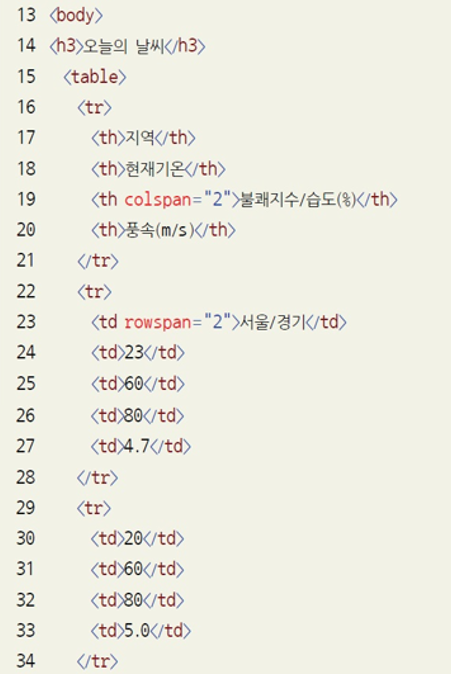 13 <body>
14 <h3>오늘의 날씨</h3>
15 <table>
16 <tr>
17 <th>지역</th>
18 <th>현재기온</th>
19 <th colspan="2">불쾌지수/습도(%)</th>
20 <th>풍속(m/s)</th>
21 </tr>
22 <tr>
23 <td rowspan="2">서울/경기</td>
24 <td>23</td>
25 <td>60</td>
26 <td>80</td>
27 <td>4.7</td>
28 </tr>
29 <tr>
30 <td>20</td>
31 <td>60</td>
32 <td>80</td>
33 <td>5.0</td>
34 </tr>